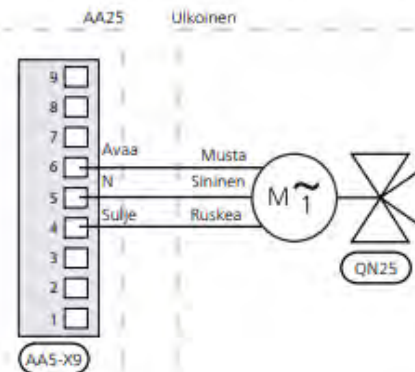 AA25 Ulkoinen
9
8
7
6 Avaa Musta
5 N Sininen
4 Sulje Ruskea
3
2
1
M ~ 1
QN25
AA5-X9